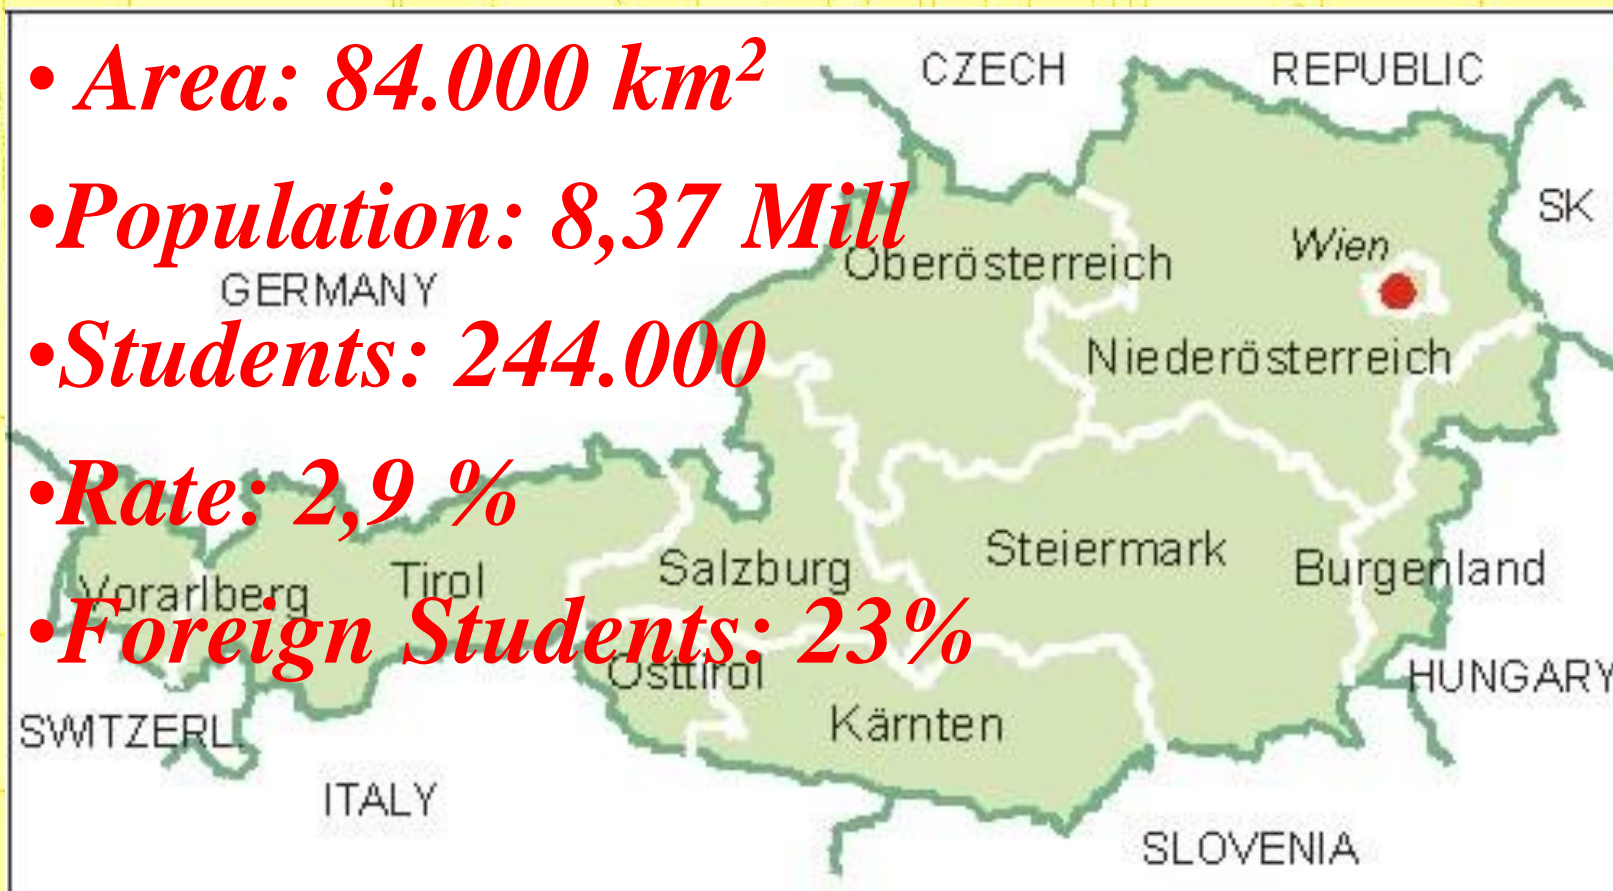 • Area: 84.000 km²
CZECH REPUBLIC
•Population: 8,37 Mill
SK
Wien
Oberösterreich
GERMANY
•Students: 244.000
Niederösterreich
•Rate: 2,9 %
Steiermark
Salzburg
Burgenland
Tirol
Vorarlberg
•Foreign Students: 23%
Osttirol
HUNGARY
Kärnten
SWITZERL.
ITALY
SLOVENIA